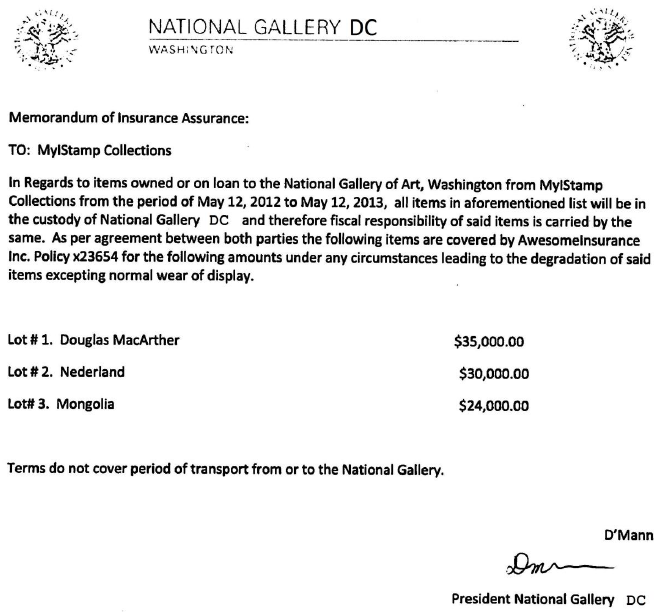 NATIONAL GALLERY DC
WASHINGTON
Memorandum of Insurance Assurance:
TO: MyIStamp Collections
In Regards to items owned or on loan to the National Gallery of Art, Washington from MyIStamp
Collections from the period of May 12, 2012 to May 12, 2013, all items in aforementioned list will be in
the custody of National Gallery DC and therefore fiscal responsibility of said items is carried by the
same. As per agreement between both parties the following items are covered by AwesomeInsurance
Inc. Policy x23654 for the following amounts under any circumstances leading to the degradation of said
items excepting normal wear of display.
Lot # 1. Douglas MacArther $35,000.00
Lot # 2. Nederland $30,000.00
Lot# 3. Mongolia $24,000.00
Terms do not cover period of transport from or to the National Gallery.
D'Mann
President National Gallery DC